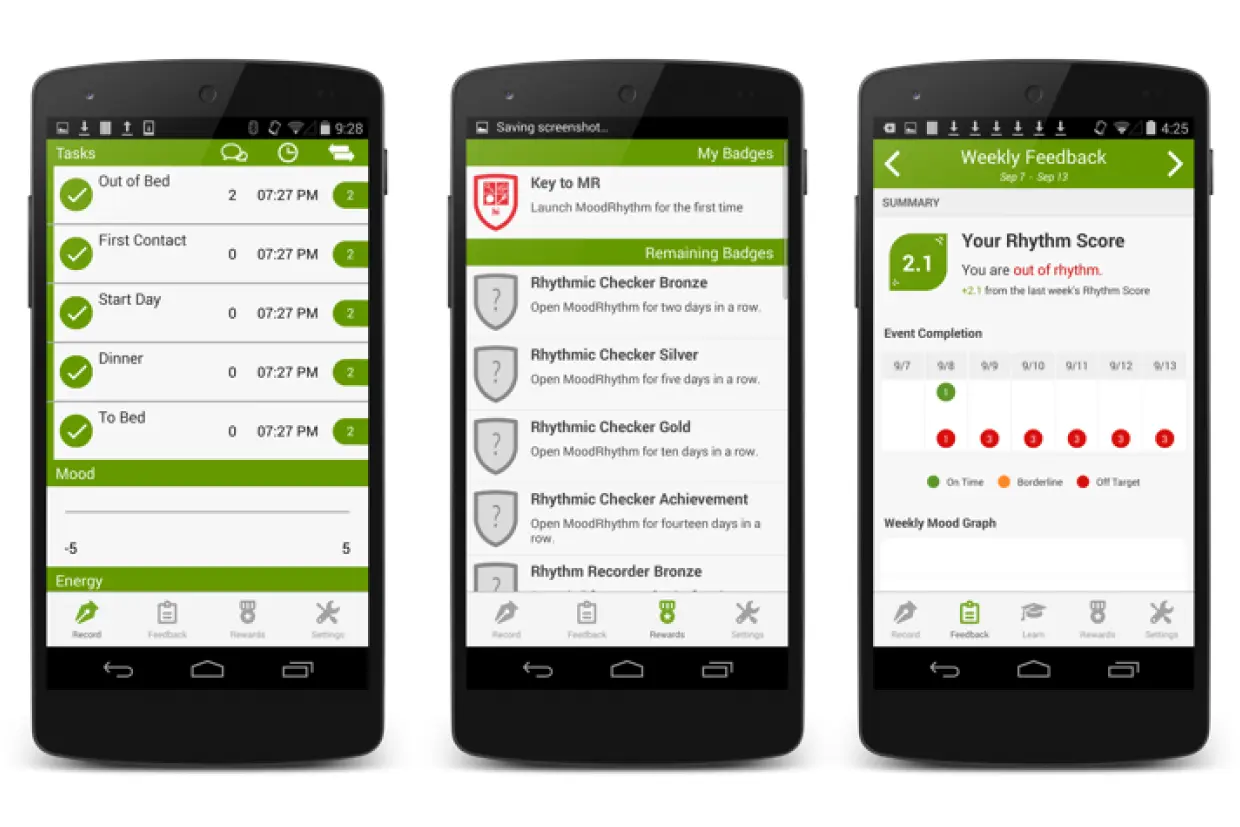 9:28
Tasks
Out of Bed
2 07:27 PM 2
First Contact
0 07:27 PM 2
Start Day
0 07:27 PM 2
Dinner
0 07:27 PM 2
To Bed
0 07:27 PM 2
Mood
-5 5
Energy
Record Feedback Rewards Settings
Saving screenshot...
My Badges
Key to MR
Launch MoodRhythm for the first time
Remaining Badges
?
Rhythmic Checker Bronze
Open MoodRhythm for two days in a row.
?
Rhythmic Checker Silver
Open MoodRhythm for five days in a row.
?
Rhythmic Checker Gold
Open MoodRhythm for ten days in a row.
?
Rhythmic Checker Achievement
Open MoodRhythm for fourteen days in a
row.
?
Rhythm Recorder Bronze
Record Feedback Rewards Settings
4:25
Weekly Feedback
Sep 7 - Sep 13
SUMMARY
2.1
Your Rhythm Score
You are out of rhythm.
+2.1 from the last week's Rhythm Score
Event Completion
9/7 9/8 9/9 9/10 9/11 9/12 9/13
1
1 3 3 3 3 3
On Time Borderline Off Target
Weekly Mood Graph
Record Feedback Learn Rewards Settings